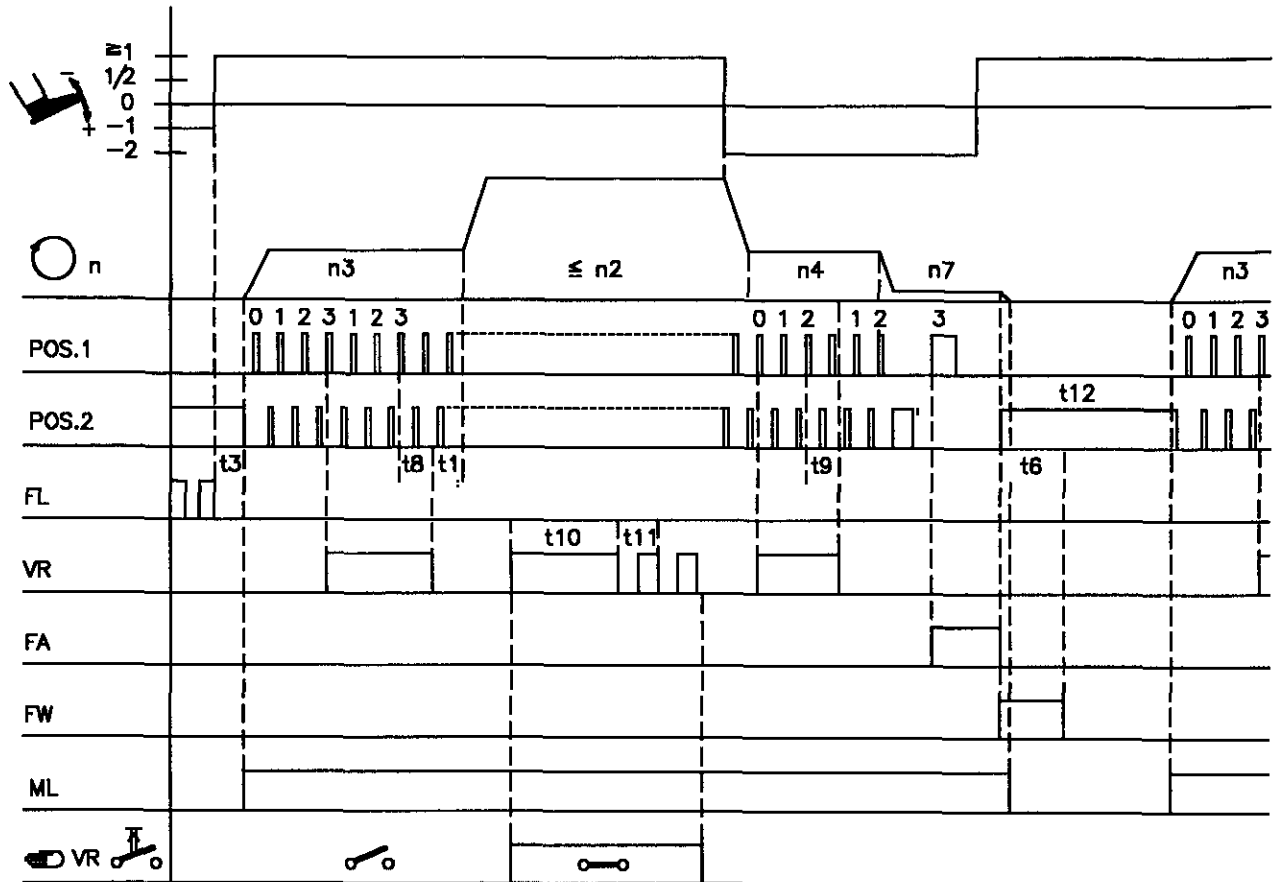 ≧1
1/2
0
-1
-2
- +
n
n3 ≦ n2 n4 n7 n3
0 1 2 3 1 2 3 0 1 2 1 2 3 0 1 2 3
POS.1
POS.2 t12
t3 t8 t1 t9 t6
FL
t10 t11
VR
FA
FW
ML
VR